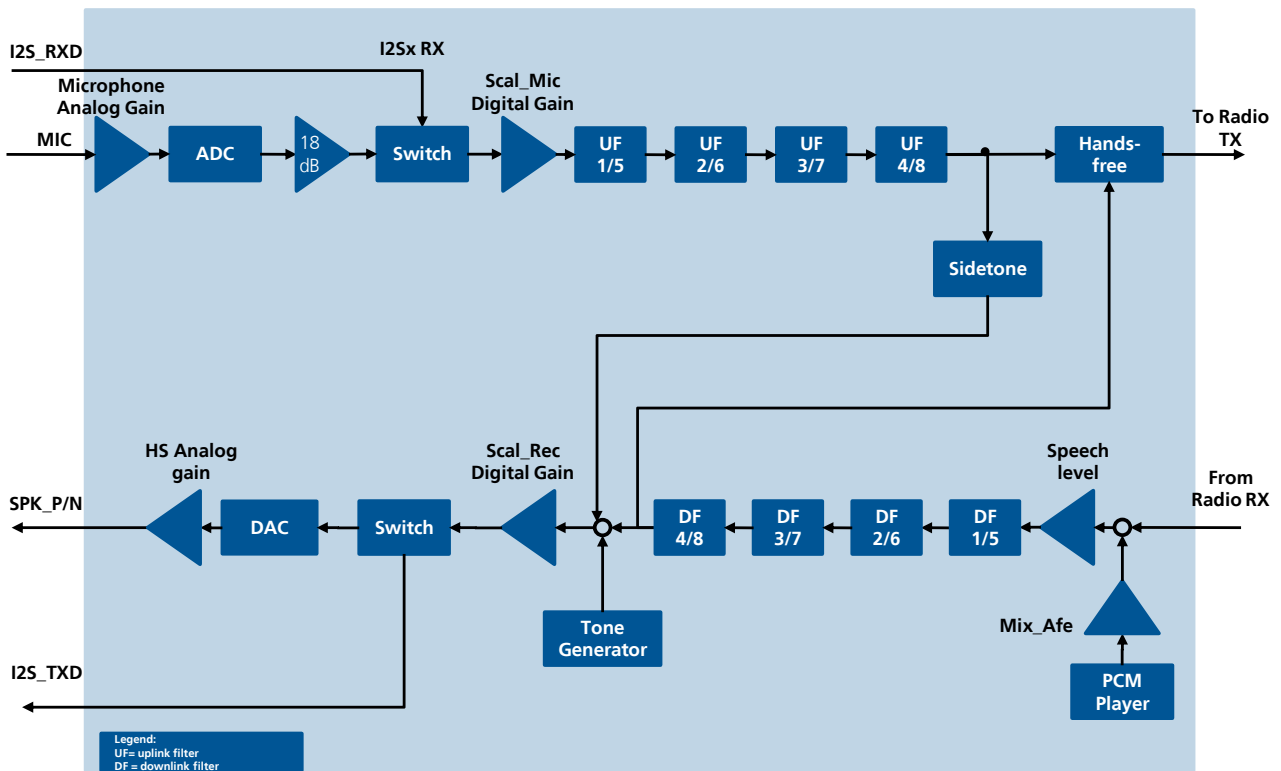 I2S_RXD
I2Sx RX
Microphone
Analog Gain
Scal_Mic
Digital Gain
MIC
ADC
18
dB
Switch
UF
1/5
UF
2/6
UF
3/7
UF
4/8
Hands-
free
To Radio
TX
Sidetone
HS Analog
gain
Scal_Rec
Digital Gain
Speech
level
SPK_P/N
DAC
Switch
DF
4/8
DF
3/7
DF
2/6
DF
1/5
From
Radio RX
Tone
Generator
Mix_Afe
PCM
Player
I2S_TXD
Legend:
UF= uplink filter
DF = downlink filter